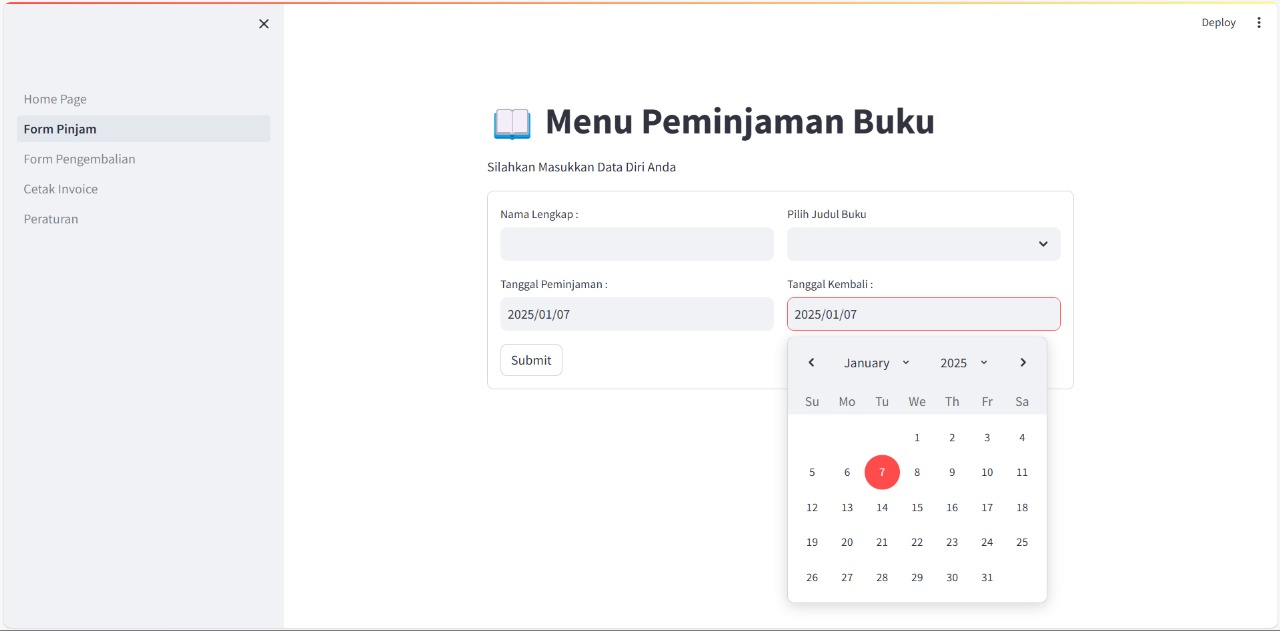 Deploy
Home Page
Form Pinjam
Form Pengembalian
Cetak Invoice
Peraturan
Menu Peminjaman Buku
Silahkan Masukkan Data Diri Anda
Nama Lengkap : Pilih Judul Buku
Tanggal Peminjaman : Tanggal Kembali :
2025/01/07 2025/01/07
Submit
January 2025
Su Mo Tu We Th Fr Sa
1 2 3 4
5 6 7 8 9 10 11
12 13 14 15 16 17 18
19 20 21 22 23 24 25
26 27 28 29 30 31